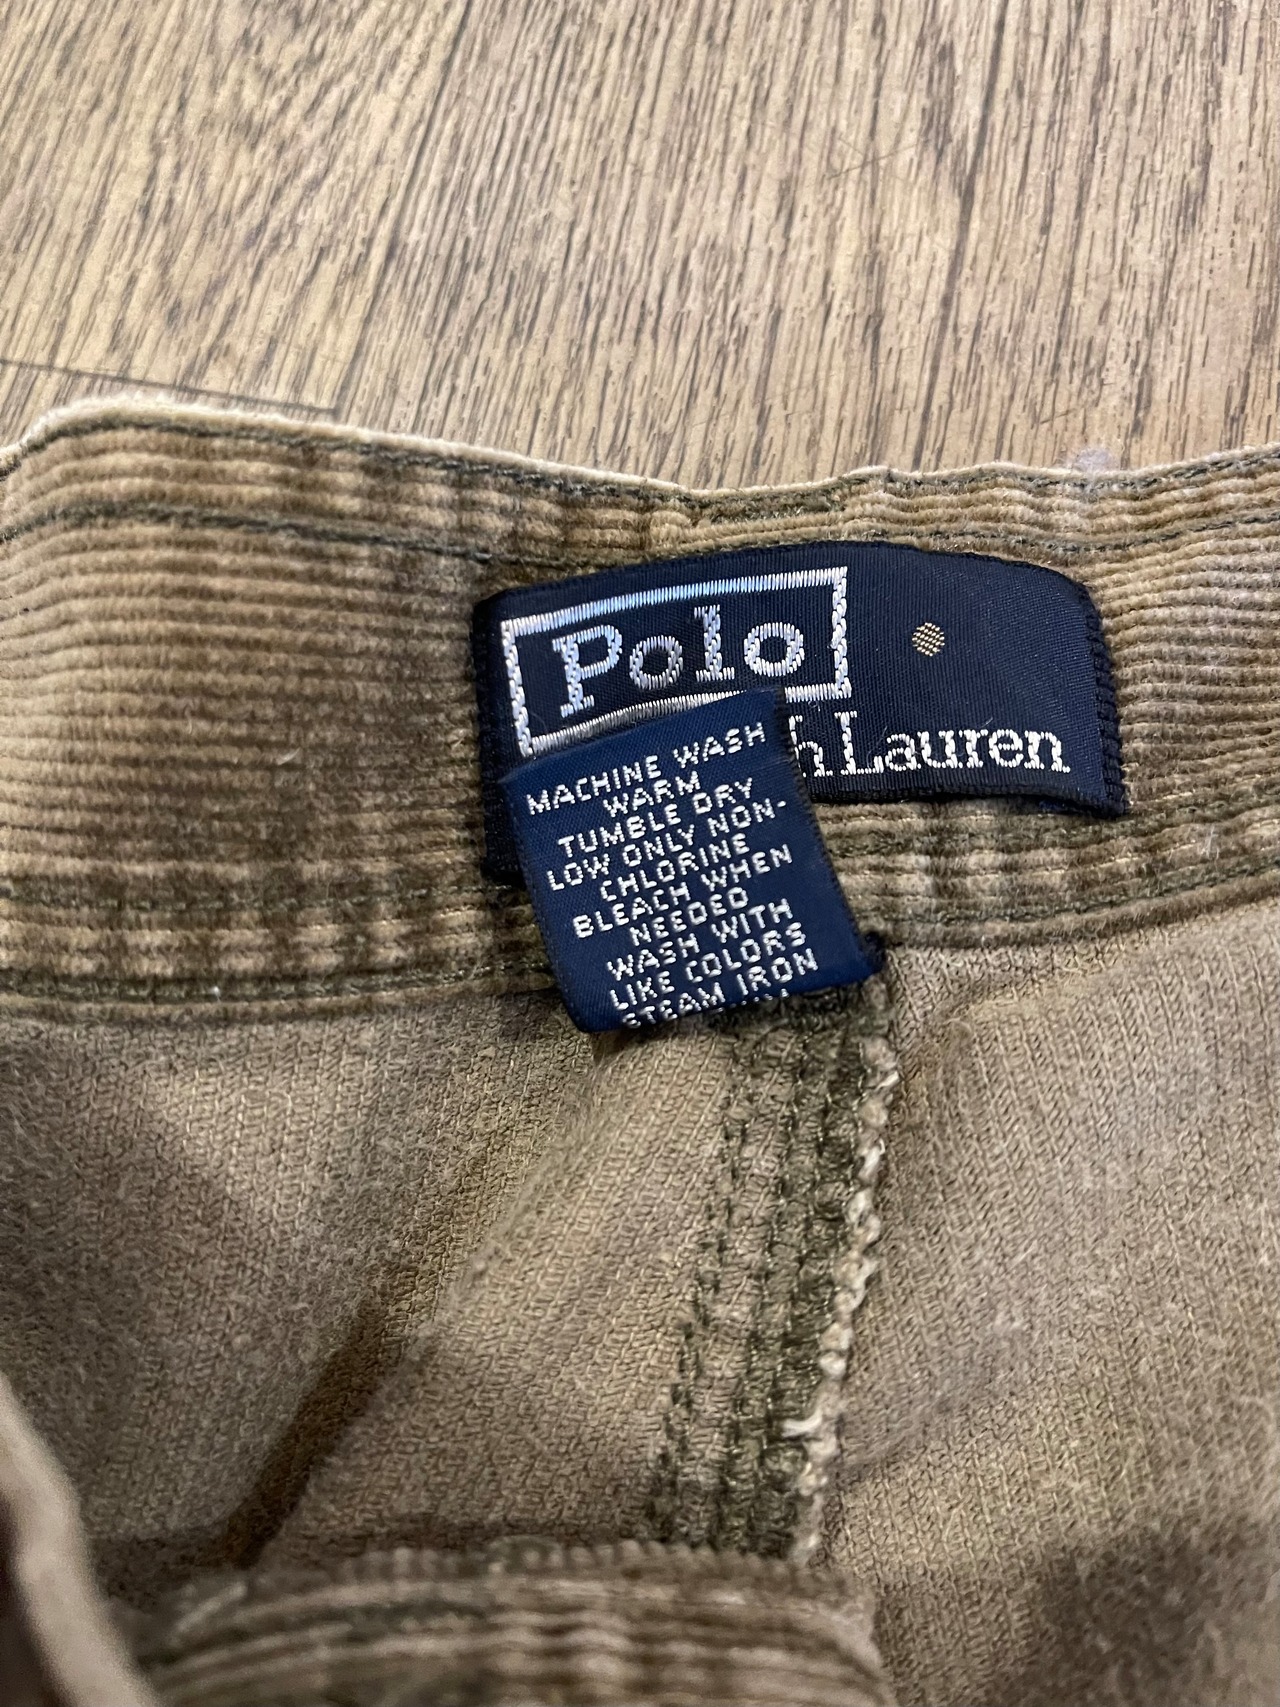 Polo
h Lauren
MACHINE WASH
WARM
TUMBLE DRY
LOW ONLY NON-
CHLORINE
BLEACH WHEN
NEEDED
WASH WITH
LIKE COLORS
STEAM IRON